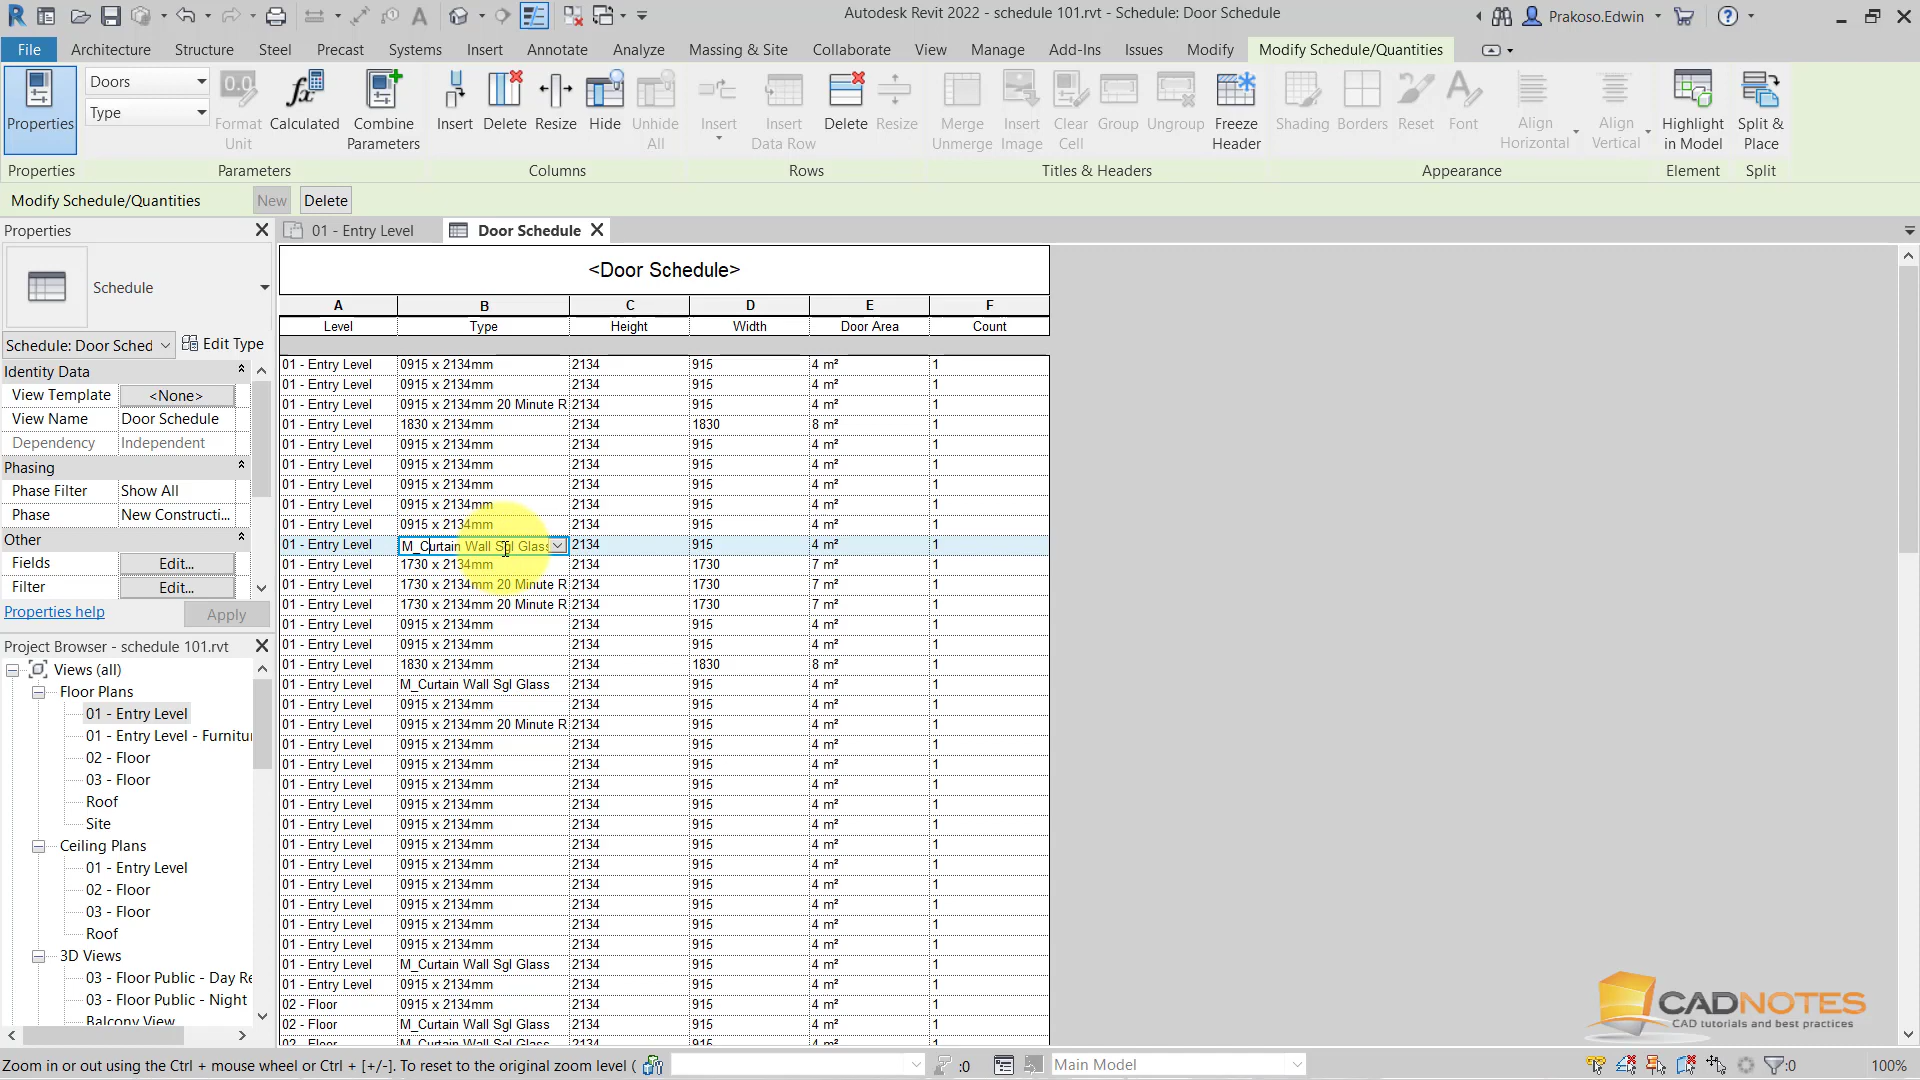 Autodesk Revit 2022 - schedule 101.rvt - Schedule: Door Schedule
Prakoso.Edwin
File Architecture Structure Steel Precast Systems Insert Annotate Analyze Massing & Site Collaborate View Manage Add-Ins Issues Modify Modify Schedule/Quantities
Properties
Doors
Type
Format Unit
Calculated
Combine Parameters
Insert
Delete
Resize
Hide
Unhide All
Insert
Insert Data Row
Delete
Resize
Merge Unmerge
Insert Image
Clear Cell
Group
Ungroup
Freeze Header
Shading
Borders
Reset
Font
Align Horizontal
Align Vertical
Highlight in Model
Split & Place
Properties Parameters Columns Rows Titles & Headers Appearance Element Split
Modify Schedule/Quantities New Delete
Properties
Schedule
Schedule: Door Sched Edit Type
Identity Data
View Template <None>
View Name Door Schedule
Dependency Independent
Phasing
Phase Filter Show All
Phase New Constructi...
Other
Fields Edit...
Filter Edit...
Properties help Apply
Project Browser - schedule 101.rvt
Views (all)
Floor Plans
01 - Entry Level
01 - Entry Level - Furnitu
02 - Floor
03 - Floor
Roof
Site
Ceiling Plans
01 - Entry Level
02 - Floor
03 - Floor
Roof
3D Views
03 - Floor Public - Day Re
03 - Floor Public - Night
Balcony View
01 - Entry Level Door Schedule
<Door Schedule>
A B C D E F
Level Type Height Width Door Area Count
01 - Entry Level 0915 x 2134mm 2134 915 4 m² 1
01 - Entry Level 0915 x 2134mm 2134 915 4 m² 1
01 - Entry Level 0915 x 2134mm 20 Minute R 2134 915 4 m² 1
01 - Entry Level 1830 x 2134mm 2134 1830 8 m² 1
01 - Entry Level 0915 x 2134mm 2134 915 4 m² 1
01 - Entry Level 0915 x 2134mm 2134 915 4 m² 1
01 - Entry Level 0915 x 2134mm 2134 915 4 m² 1
01 - Entry Level 0915 x 2134mm 2134 915 4 m² 1
01 - Entry Level 0915 x 2134mm 2134 915 4 m² 1
01 - Entry Level M_Curtain Wall Sgl Glass 2134 915 4 m² 1
01 - Entry Level 1730 x 2134mm 2134 1730 7 m² 1
01 - Entry Level 1730 x 2134mm 20 Minute R 2134 1730 7 m² 1
01 - Entry Level 1730 x 2134mm 20 Minute R 2134 1730 7 m² 1
01 - Entry Level 0915 x 2134mm 2134 915 4 m² 1
01 - Entry Level 0915 x 2134mm 2134 915 4 m² 1
01 - Entry Level 1830 x 2134mm 2134 1830 8 m² 1
01 - Entry Level M_Curtain Wall Sgl Glass 2134 915 4 m² 1
01 - Entry Level 0915 x 2134mm 2134 915 4 m² 1
01 - Entry Level 0915 x 2134mm 20 Minute R 2134 915 4 m² 1
01 - Entry Level 0915 x 2134mm 2134 915 4 m² 1
01 - Entry Level 0915 x 2134mm 2134 915 4 m² 1
01 - Entry Level 0915 x 2134mm 2134 915 4 m² 1
01 - Entry Level 0915 x 2134mm 2134 915 4 m² 1
01 - Entry Level 0915 x 2134mm 2134 915 4 m² 1
01 - Entry Level 0915 x 2134mm 2134 915 4 m² 1
01 - Entry Level 0915 x 2134mm 2134 915 4 m² 1
01 - Entry Level 0915 x 2134mm 2134 915 4 m² 1
01 - Entry Level 0915 x 2134mm 2134 915 4 m² 1
01 - Entry Level 0915 x 2134mm 2134 915 4 m² 1
01 - Entry Level 0915 x 2134mm 2134 915 4 m² 1
01 - Entry Level M_Curtain Wall Sgl Glass 2134 915 4 m² 1
01 - Entry Level 0915 x 2134mm 2134 915 4 m² 1
02 - Floor 0915 x 2134mm 2134 915 4 m² 1
02 - Floor M_Curtain Wall Sgl Glass 2134 915 4 m² 1
02 - Floor M_Curtain Wall Sgl Glass 2134 915 4 m² 1
CADNOTES
CAD tutorials and best practices
Zoom in or out using the Ctrl + mouse wheel or Ctrl + [+/-]. To reset to the original zoom level ( :0 Main Model :0 100%